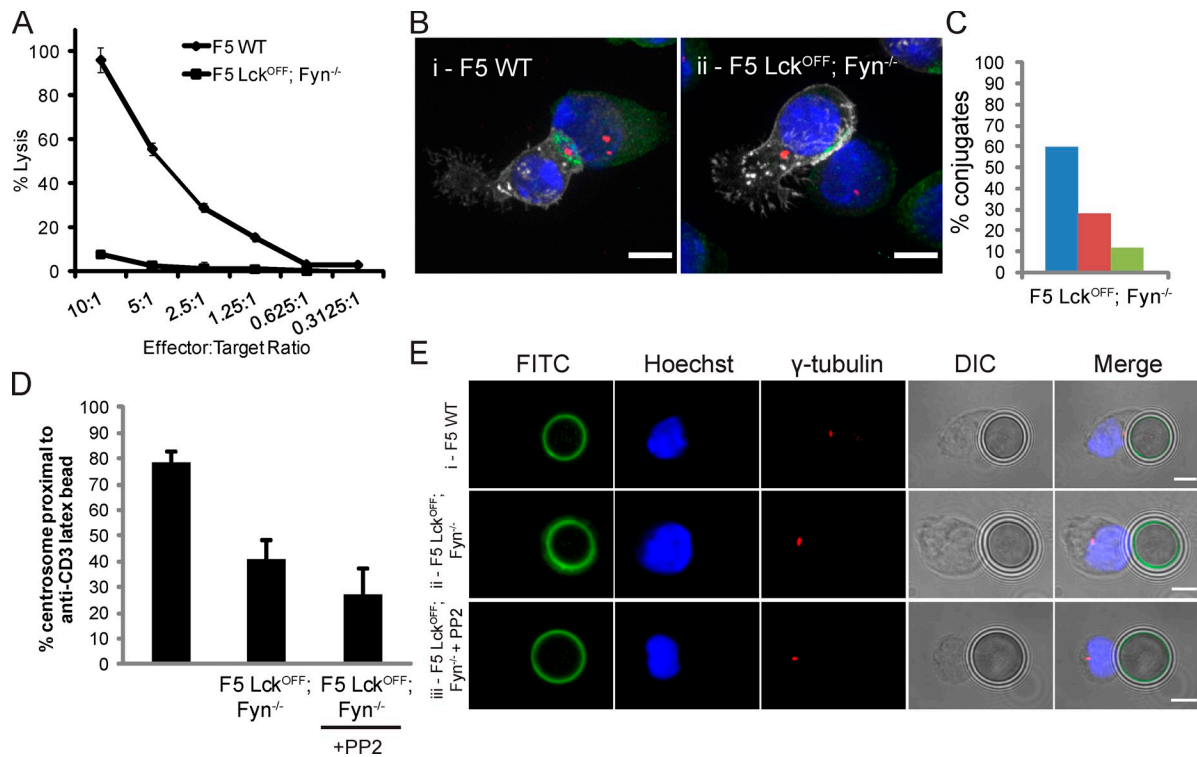 A
100
80
60
40
20
0
% Lysis
F5 WT
F5 Lck^OFF; Fyn^-/-
10:1
5:1
2.5:1
1.25:1
0.625:1
0.3125:1
Effector:Target Ratio
B
i - F5 WT
ii - F5 Lck^OFF; Fyn^-/-
C
100
90
80
70
60
50
40
30
20
10
0
% conjugates
F5 Lck^OFF; Fyn^-/-
D
100
90
80
70
60
50
40
30
20
10
0
% centrosome proximal to
anti-CD3 latex bead
F5 Lck^OFF;
Fyn^-/-
F5 Lck^OFF;
Fyn^-/-
+PP2
E
FITC
Hoechst
γ-tubulin
DIC
Merge
i - F5 WT
ii - F5 Lck^OFF;
Fyn^-/-
iii - F5 Lck^OFF;
Fyn^-/- + PP2